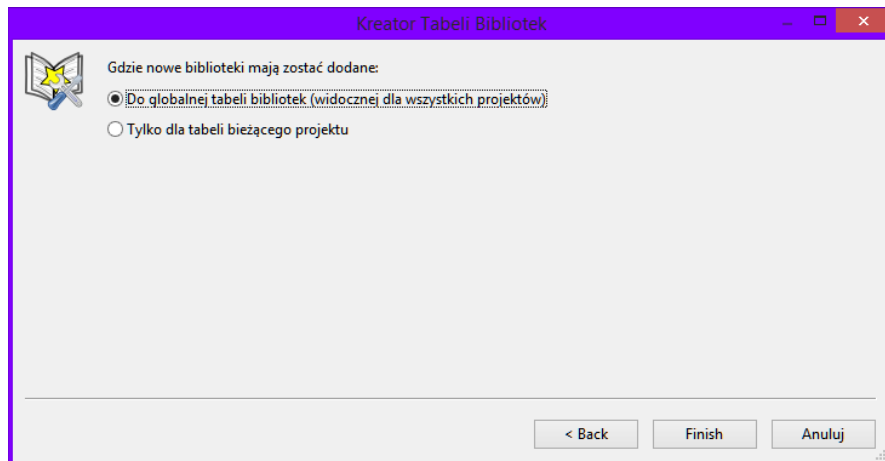 Kreator Tabeli Bibliotek
Gdzie nowe biblioteki mają zostać dodane:
Do globalnej tabeli bibliotek (widocznej dla wszystkich projektów)
Tylko dla tabeli bieżącego projektu
< Back Finish Anuluj